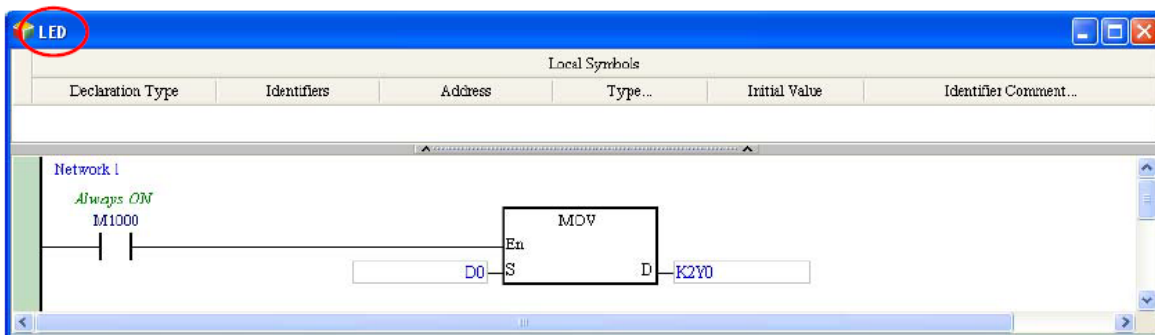 LED
Local Symbols
Declaration Type Identifiers Address Type... Initial Value Identifier Comment...
Network 1
Always ON
M1000
MOV
En
D0 S D K2Y0